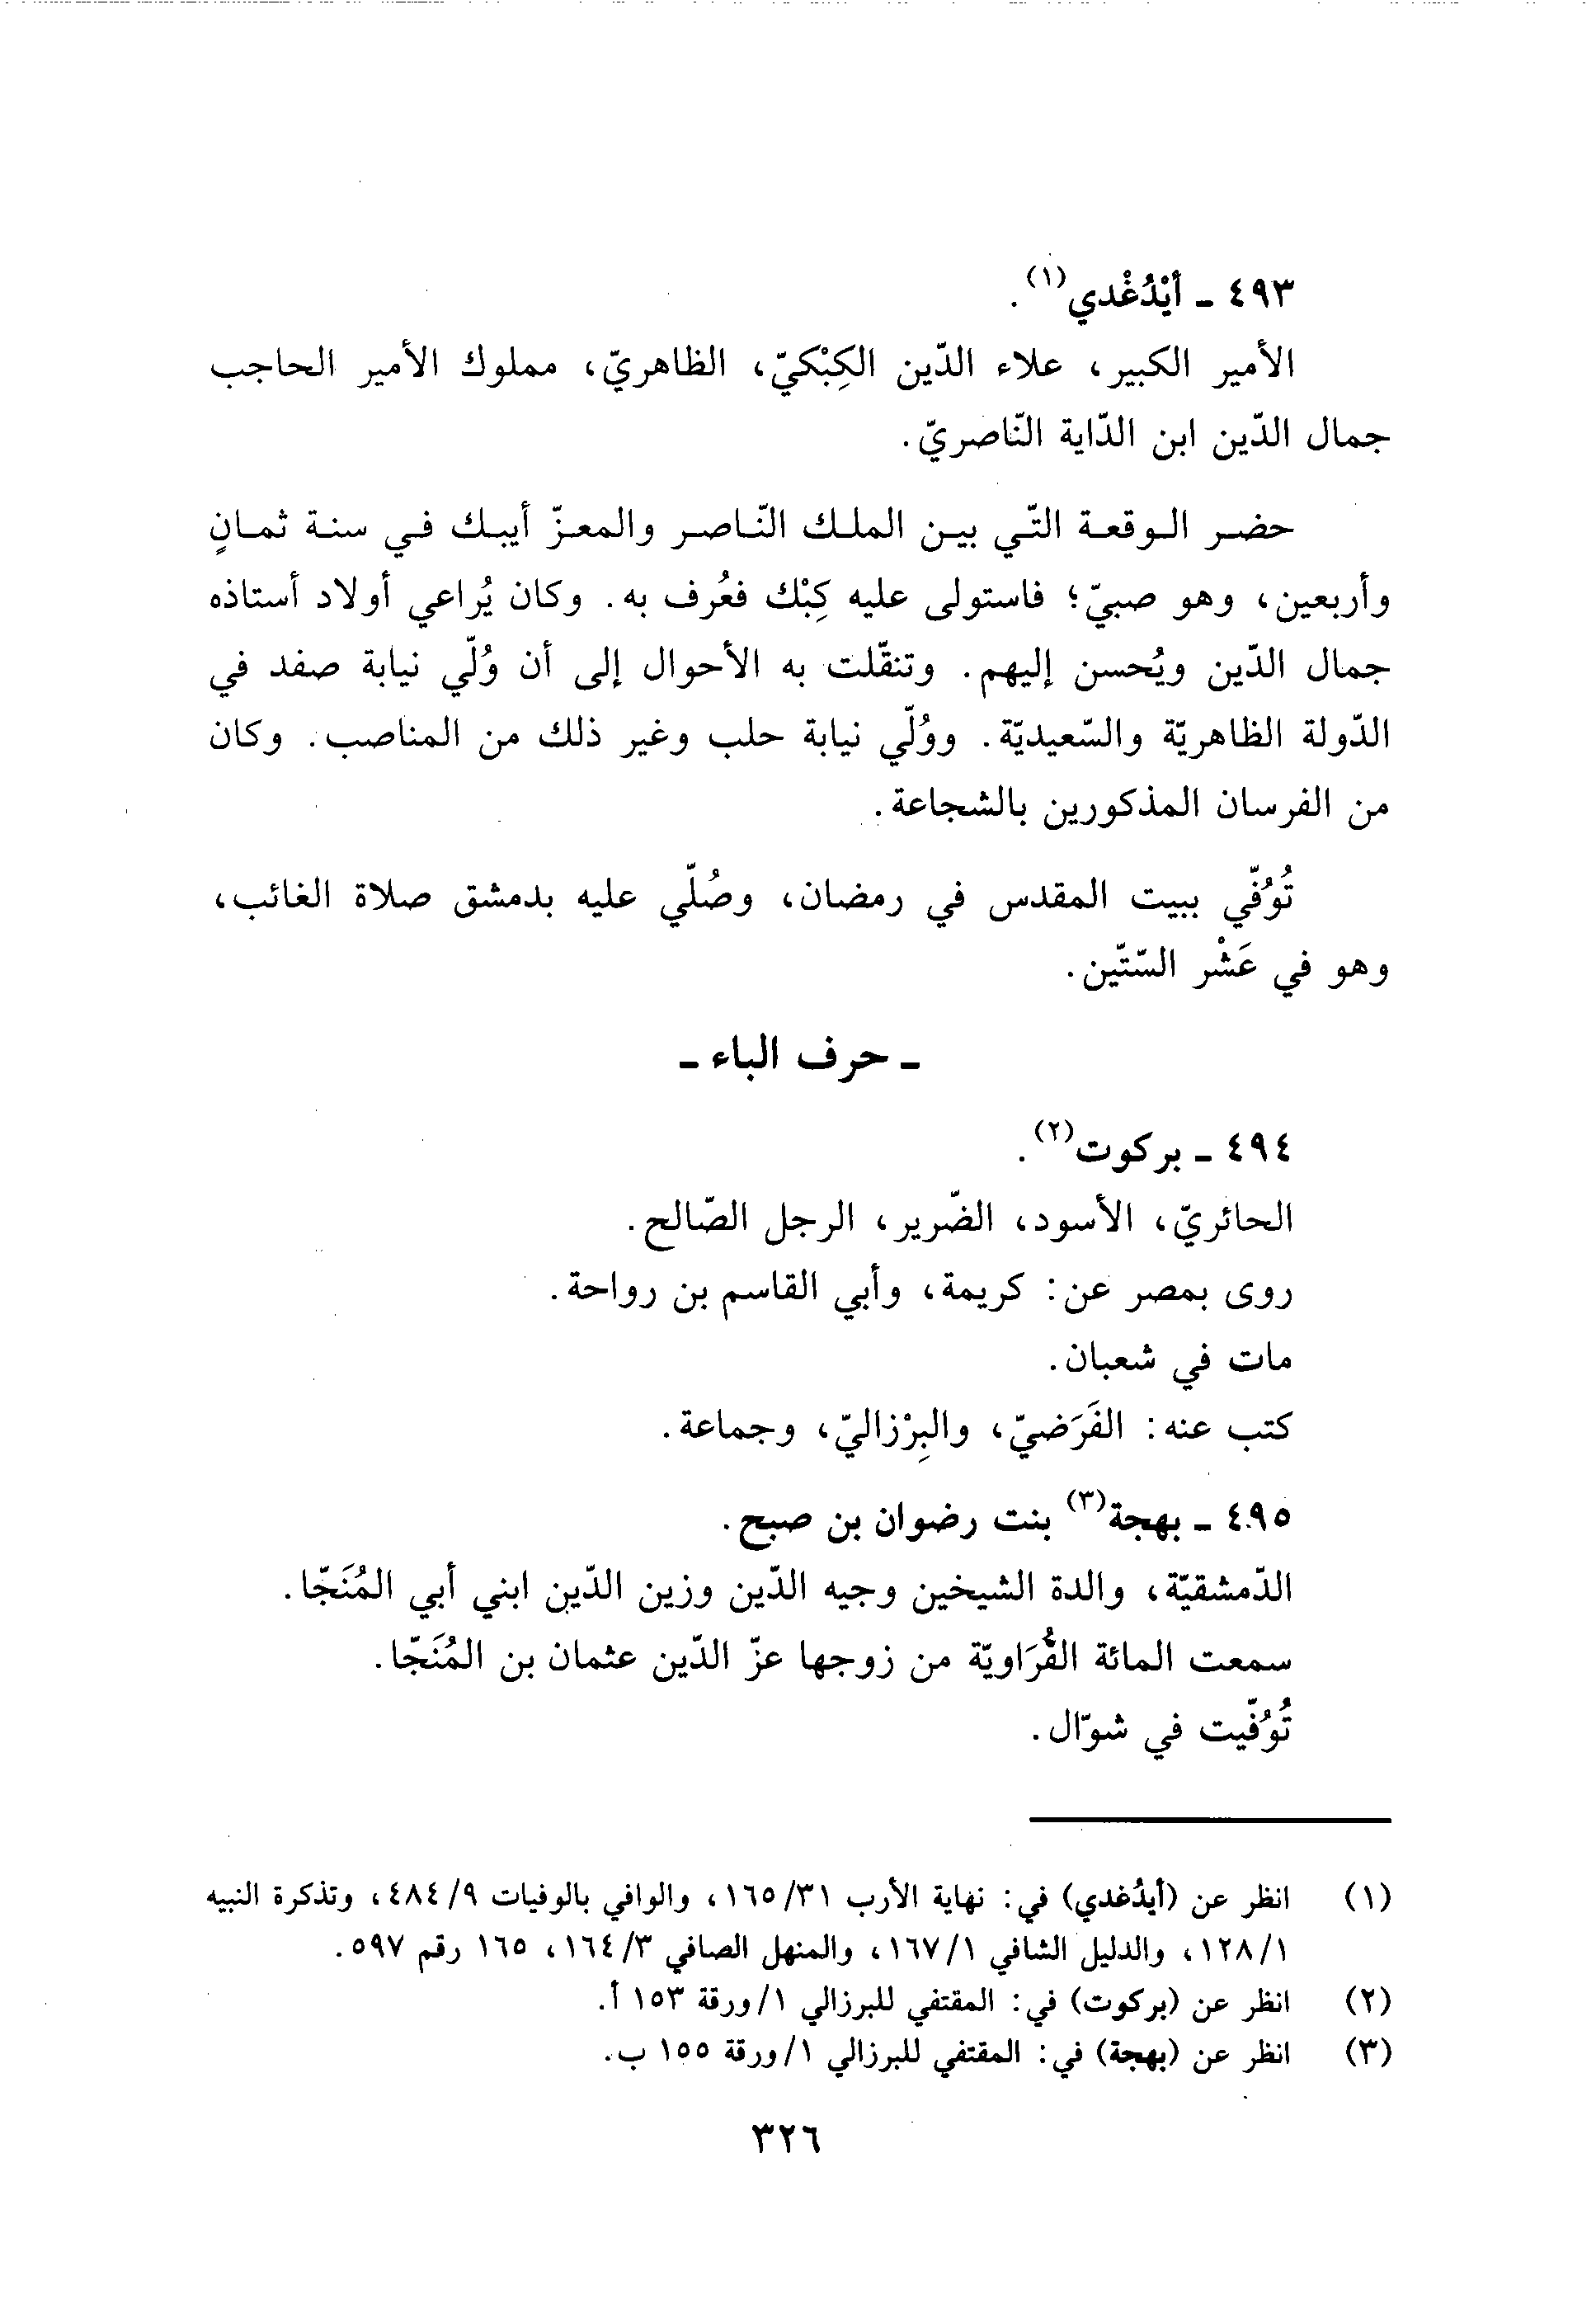 ٤٩٣ - أَيْدُغْدي(١).
الأمير الكبير، علاء الدّين الكِبْكيّ، الظاهريّ، مملوك الأمير الحاجب
جمال الدّين ابن الدّاية النّاصريّ.
حضر الوقعة التّي بين الملك النّاصر والمعزّ أيبك في سنة ثمانٍ
وأربعين، وهو صبيّ؛ فاستولى عليه كِبْك فعُرف به. وكان يُراعي أولاد أستاذه
جمال الدّين ويُحسن إليهم. وتنقّلت به الأحوال إلى أن وُلّي نيابة صفد في
الدّولة الظاهريّة والسّعيديّة. ووُلّي نيابة حلب وغير ذلك من المناصب. وكان
من الفرسان المذكورين بالشجاعة.
تُوُفّي ببيت المقدس في رمضان، وصُلّي عليه بدمشق صلاة الغائب،
وهو في عَشْر السّتّين.
- حرف الباء -
٤٩٤ - بركوت(٢).
الحائريّ، الأسود، الضّرير، الرجل الصّالح.
روى بمصر عن: كريمة، وأبي القاسم بن رواحة.
مات في شعبان.
كتب عنه: الفَرَضيّ، والبِرْزاليّ، وجماعة.
٤٩٥ - بهجة(٣) بنت رضوان بن صبح.
الدّمشقيّة، والدة الشيخين وجيه الدّين وزين الدّين ابني أبي المُنَجّا.
سمعت المائة الفُرَاويّة من زوجها عزّ الدّين عثمان بن المُنَجّا.
تُوُفّيت في شوّال.
(١) انظر عن (أيدُغدي) في: نهاية الأرب ٣١/١٦٥، والوافي بالوفيات ٩/٤٨٤، وتذكرة النبيه
١/١٢٨، والدليل الشافي ١/١٦٧، والمنهل الصافي ٣/١٦٤، ١٦٥ رقم ٥٩٧.
(٢) انظر عن (بركوت) في: المقتفي للبرزالي ١/ورقة ١٥٣ أ.
(٣) انظر عن (بهجة) في: المقتفي للبرزالي ١/ورقة ١٥٥ ب.
٣٢٦